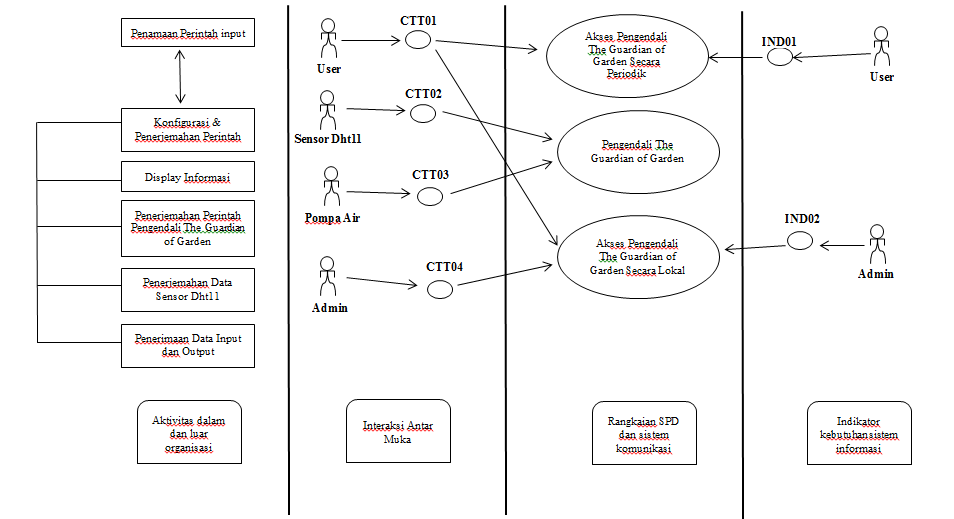 Penamaan Perintah input
Konfigurasi &
Penerjemahan Perintah
Display Informasi
Penerjemahan Perintah
Pengendali The Guardian
of Garden
Penerjemahan Data
Sensor Dht11
Penerimaan Data Input
dan Output
Aktivitas dalam
dan luar
organisasi
CTT01
User
CTT02
Sensor Dht11
CTT03
Pompa Air
CTT04
Admin
Interaksi Antar
Muka
Akses Pengendali
The Guardian of
Garden Secara
Periodik
Pengendali The
Guardian of Garden
Akses Pengendali
The Guardian of
Garden Secara Lokal
Rangkaian SPD
dan sistem
komunikasi
IND01
User
IND02
Admin
Indikator
kebutuhan sistem
informasi